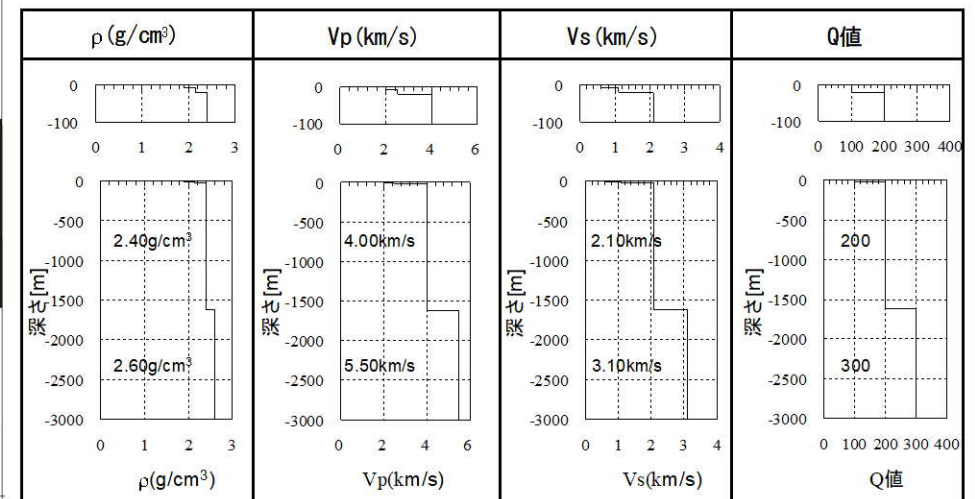 ρ(g/cm³) Vp(km/s) Vs(km/s) Q値
0 0 0 0
-100 -100 -100 -100
0 1 2 3 0 2 4 6 0 1 2 3 4 0 100 200 300 400
0 0 0 0
-500 -500 -500 -500
2.40g/cm³ 4.00km/s 2.10km/s 200
-1000 -1000 -1000 -1000
深さ[m] 深さ[m] 深さ[m] 深さ[m]
-1500 -1500 -1500 -1500
-2000 -2000 -2000 -2000
2.60g/cm³ 5.50km/s 3.10km/s 300
-2500 -2500 -2500 -2500
-3000 -3000 -3000 -3000
0 1 2 3 0 2 4 6 0 1 2 3 4 0 100 200 300 400
ρ(g/cm³) Vp(km/s) Vs(km/s) Q値